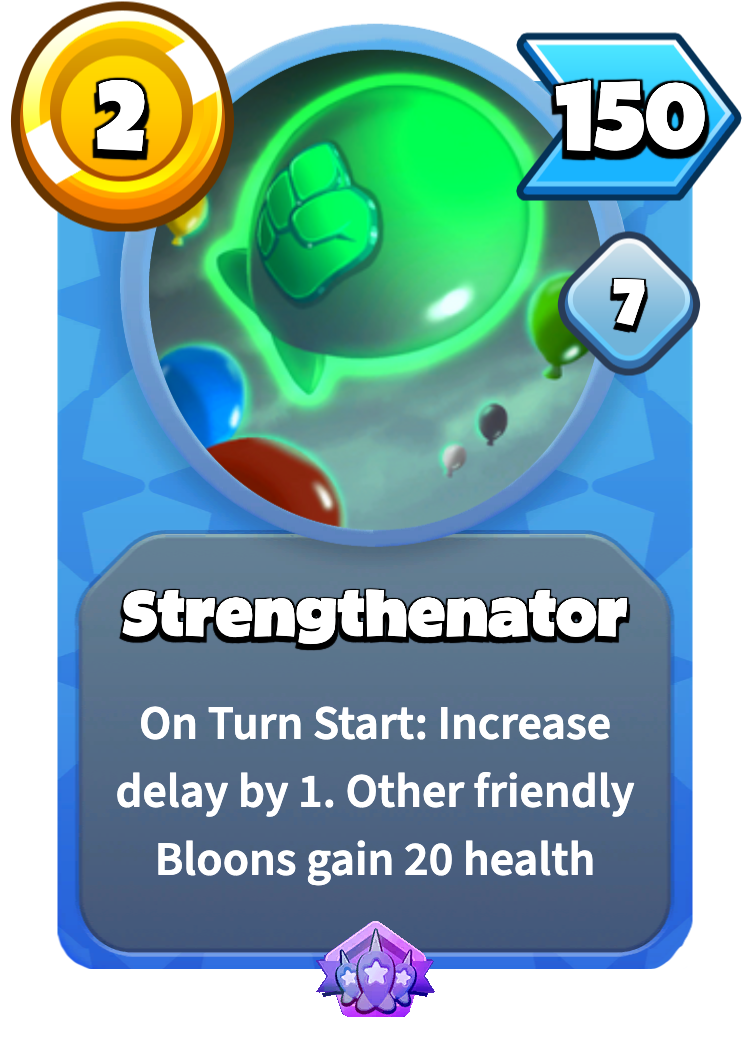 2
150
7
Strengthenator
On Turn Start: Increase
delay by 1. Other friendly
Bloons gain 20 health